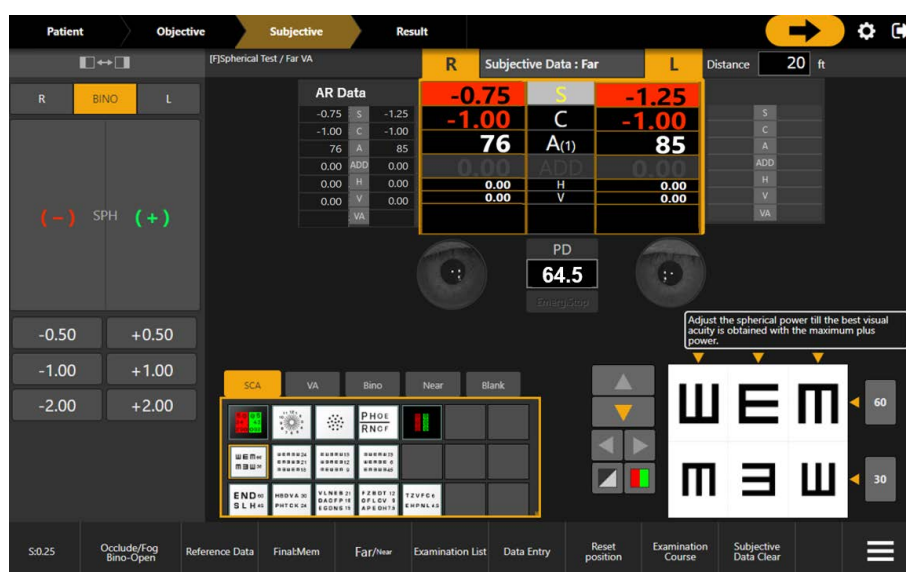 Patient Objective Subjective Result
[F]Spherical Test / Far VA
R Subjective Data : Far L
Distance 20 ft
R BINO L
AR Data
-0.75 S -1.25
-1.00 C -1.00
76 A 85
0.00 ADD 0.00
0.00 H 0.00
0.00 V 0.00
VA
-0.75 S -1.25
-1.00 C -1.00
76 A(1) 85
0.00 ADD 0.00
0.00 H 0.00
0.00 V 0.00
S
C
A
ADD
H
V
VA
(-) SPH (+)
PD
64.5
Emerg.Stop
-0.50 +0.50
-1.00 +1.00
-2.00 +2.00
Adjust the spherical power till the best visual
acuity is obtained with the maximum plus
power.
SCA VA Bino Near Blank
PHOE
RNCF
END 60
SLH 45
HBDVA 30
PHTCK 24
60
30
S:0.25
Occlude/Fog
Bino-Open
Reference Data
Final:Mem
Far/Near
Examination List
Data Entry
Reset
position
Examination
Course
Subjective
Data Clear